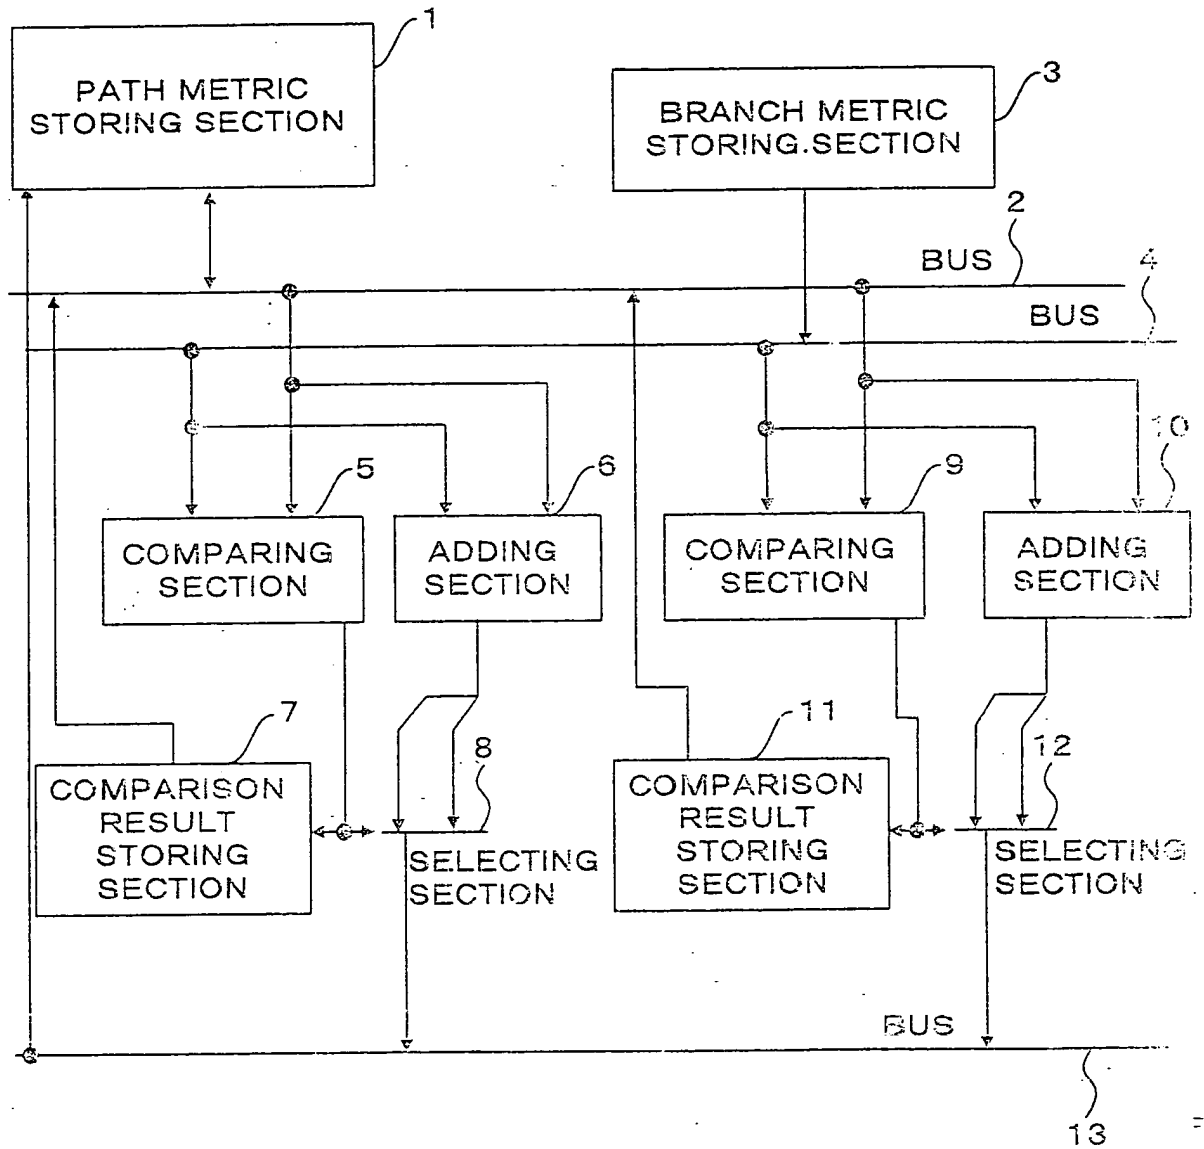 1
PATH METRIC
STORING SECTION
3
BRANCH METRIC
STORING.SECTION
2
BUS
4
BUS
5
COMPARING
SECTION
6
ADDING
SECTION
9
COMPARING
SECTION
10
ADDING
SECTION
7
COMPARISON
RESULT
STORING
SECTION
8
SELECTING
SECTION
11
COMPARISON
RESULT
STORING
SECTION
12
SELECTING
SECTION
BUS
13